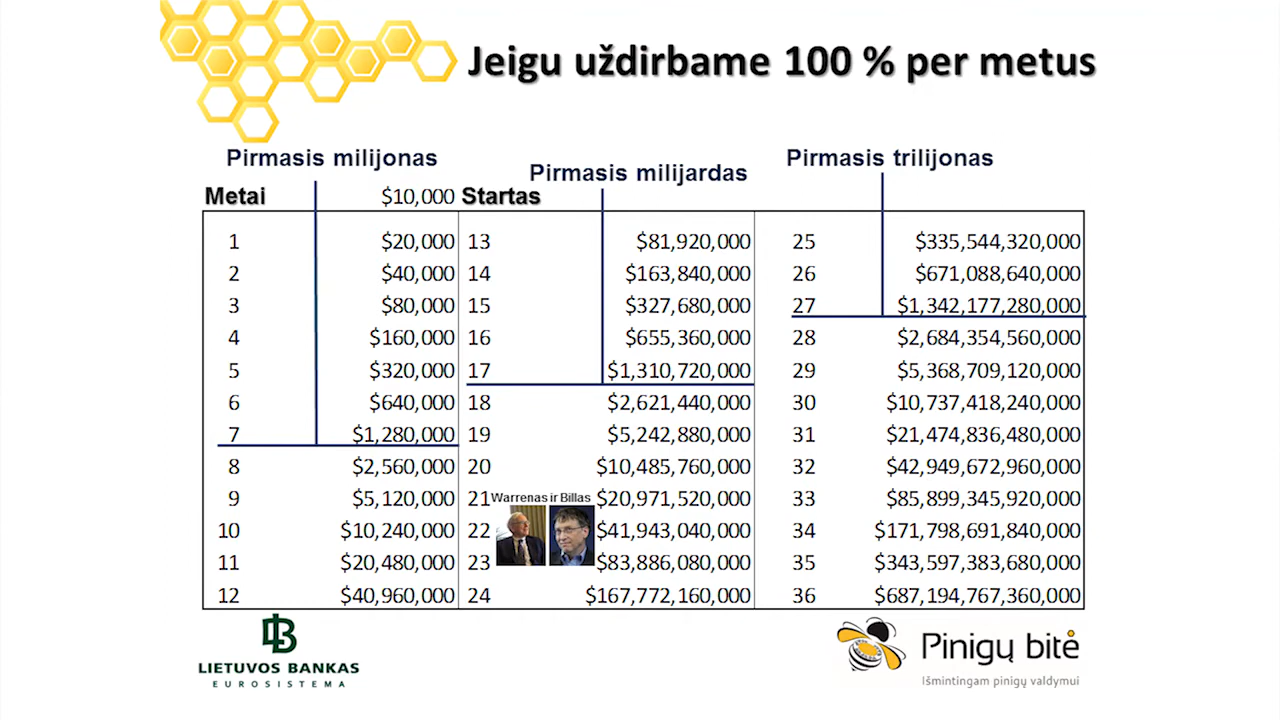 Jeigu uždirbame 100 % per metus
Pirmasis milijonas
Pirmasis milijardas
Pirmasis trilijonas
Metai $10,000 Startas
1 $20,000 13 $81,920,000 25 $335,544,320,000
2 $40,000 14 $163,840,000 26 $671,088,640,000
3 $80,000 15 $327,680,000 27 $1,342,177,280,000
4 $160,000 16 $655,360,000 28 $2,684,354,560,000
5 $320,000 17 $1,310,720,000 29 $5,368,709,120,000
6 $640,000 18 $2,621,440,000 30 $10,737,418,240,000
7 $1,280,000 19 $5,242,880,000 31 $21,474,836,480,000
8 $2,560,000 20 $10,485,760,000 32 $42,949,672,960,000
9 $5,120,000 21 Warrenas ir Billas $20,971,520,000 33 $85,899,345,920,000
10 $10,240,000 22 $41,943,040,000 34 $171,798,691,840,000
11 $20,480,000 23 $83,886,080,000 35 $343,597,383,680,000
12 $40,960,000 24 $167,772,160,000 36 $687,194,767,360,000
LIETUVOS BANKAS
EUROSISTEMA
Pinigų bitė
Išmintingam pinigų valdymui